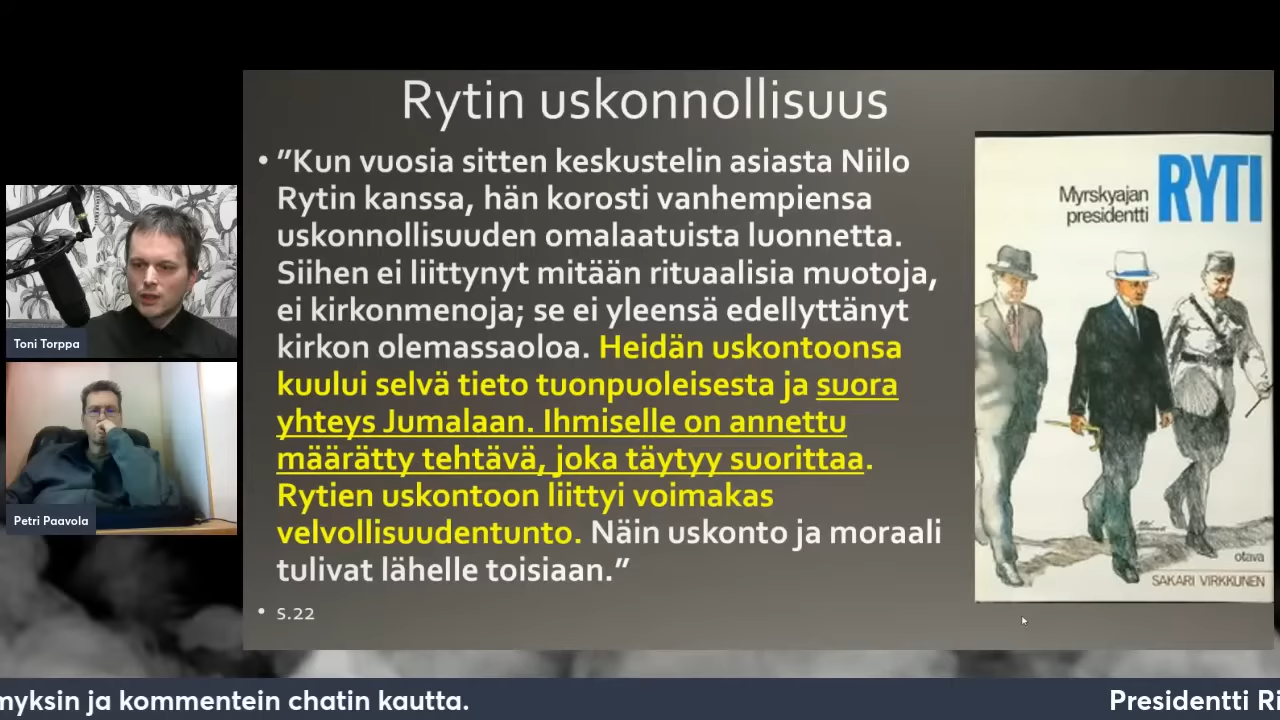 Rytin uskonnollisuus
• ”Kun vuosia sitten keskustelin asiasta Niilo
Rytin kanssa, hän korosti vanhempiensa
uskonnollisuuden omalaatuista luonnetta.
Siihen ei liittynyt mitään rituaalisia muotoja,
ei kirkonmenoja; se ei yleensä edellyttänyt
kirkon olemassaoloa. Heidän uskontoonsa
kuului selvä tieto tuonpuoleisesta ja suora
yhteys Jumalaan. Ihmiselle on annettu
määrätty tehtävä, joka täytyy suorittaa.
Rytien uskontoon liittyi voimakas
velvollisuudentunto. Näin uskonto ja moraali
tulivat lähelle toisiaan.”
• s.22
Myrskyajan
presidentti
RYTI
otava
SAKARI VIRKKUNEN
Toni Torppa
Petri Paavola
myksin ja kommentein chatin kautta.
Presidentti Ri